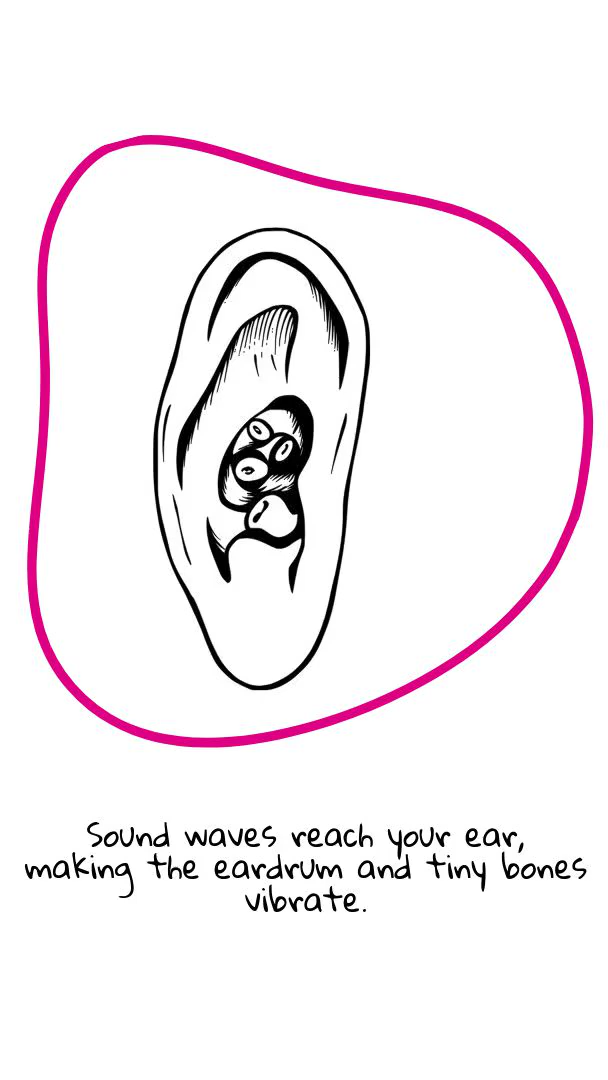 Sound waves reach your ear,
making the eardrum and tiny bones
vibrate.